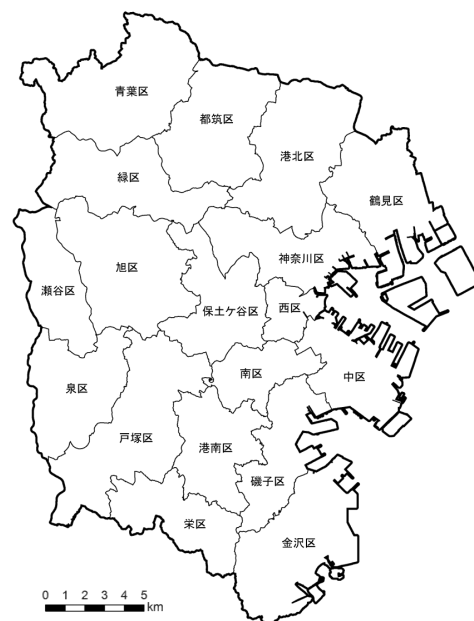 青葉区
都筑区
港北区
緑区
鶴見区
神奈川区
旭区
瀬谷区
保土ケ谷区
西区
南区
中区
泉区
戸塚区
港南区
磯子区
栄区
金沢区
0 1 2 3 4 5
km